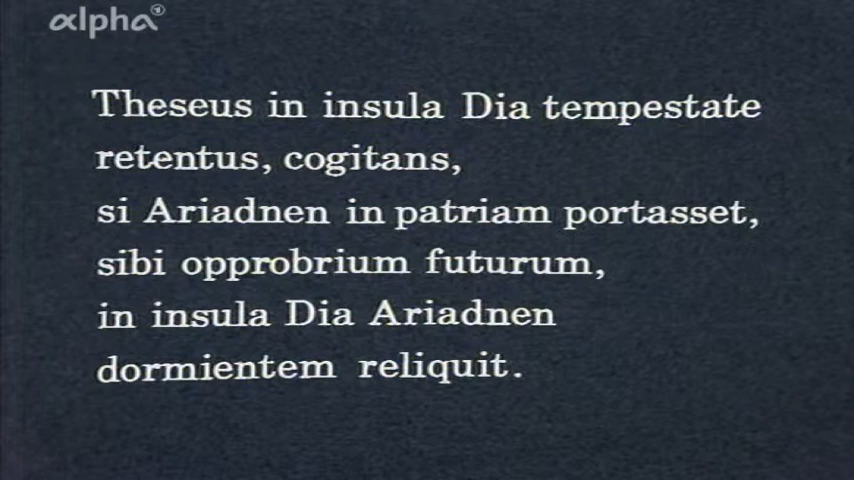 alpha
Theseus in insula Dia tempestate
retentus, cogitans,
si Ariadnen in patriam portasset,
sibi opprobrium futurum,
in insula Dia Ariadnen
dormientem reliquit.